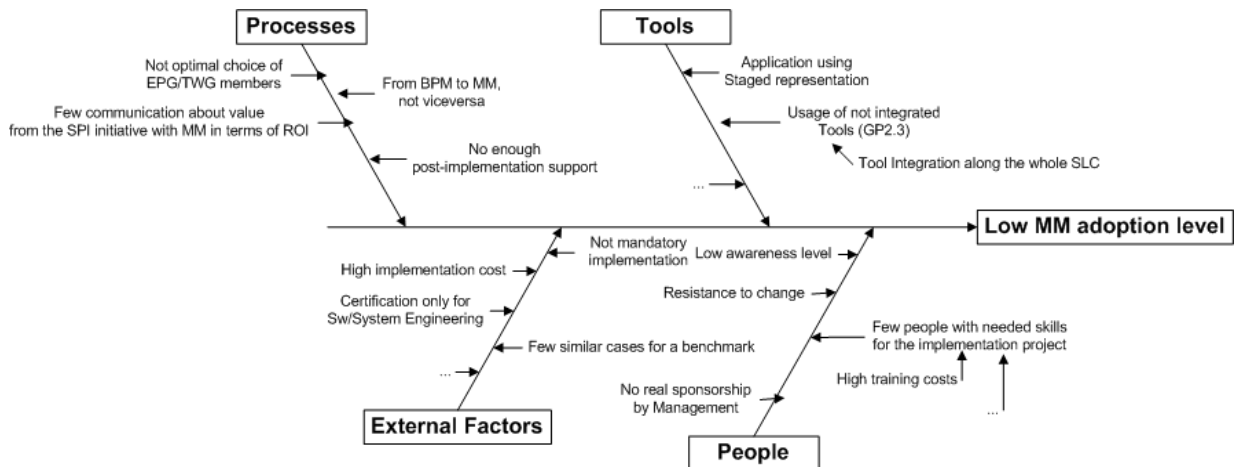 Processes
Tools
Not optimal choice of
EPG/TWG members
From BPM to MM,
not viceversa
Few communication about value
from the SPI initiative with MM in terms of ROI
No enough
post-implementation support
Application using
Staged representation
Usage of not integrated
Tools (GP2.3)
Tool Integration along the whole SLC
...
Low MM adoption level
Not mandatory
implementation
High implementation cost
Certification only for
Sw/System Engineering
Few similar cases for a benchmark
...
External Factors
Low awareness level
Resistance to change
Few people with needed skills
for the implementation project
High training costs
...
No real sponsorship
by Management
People